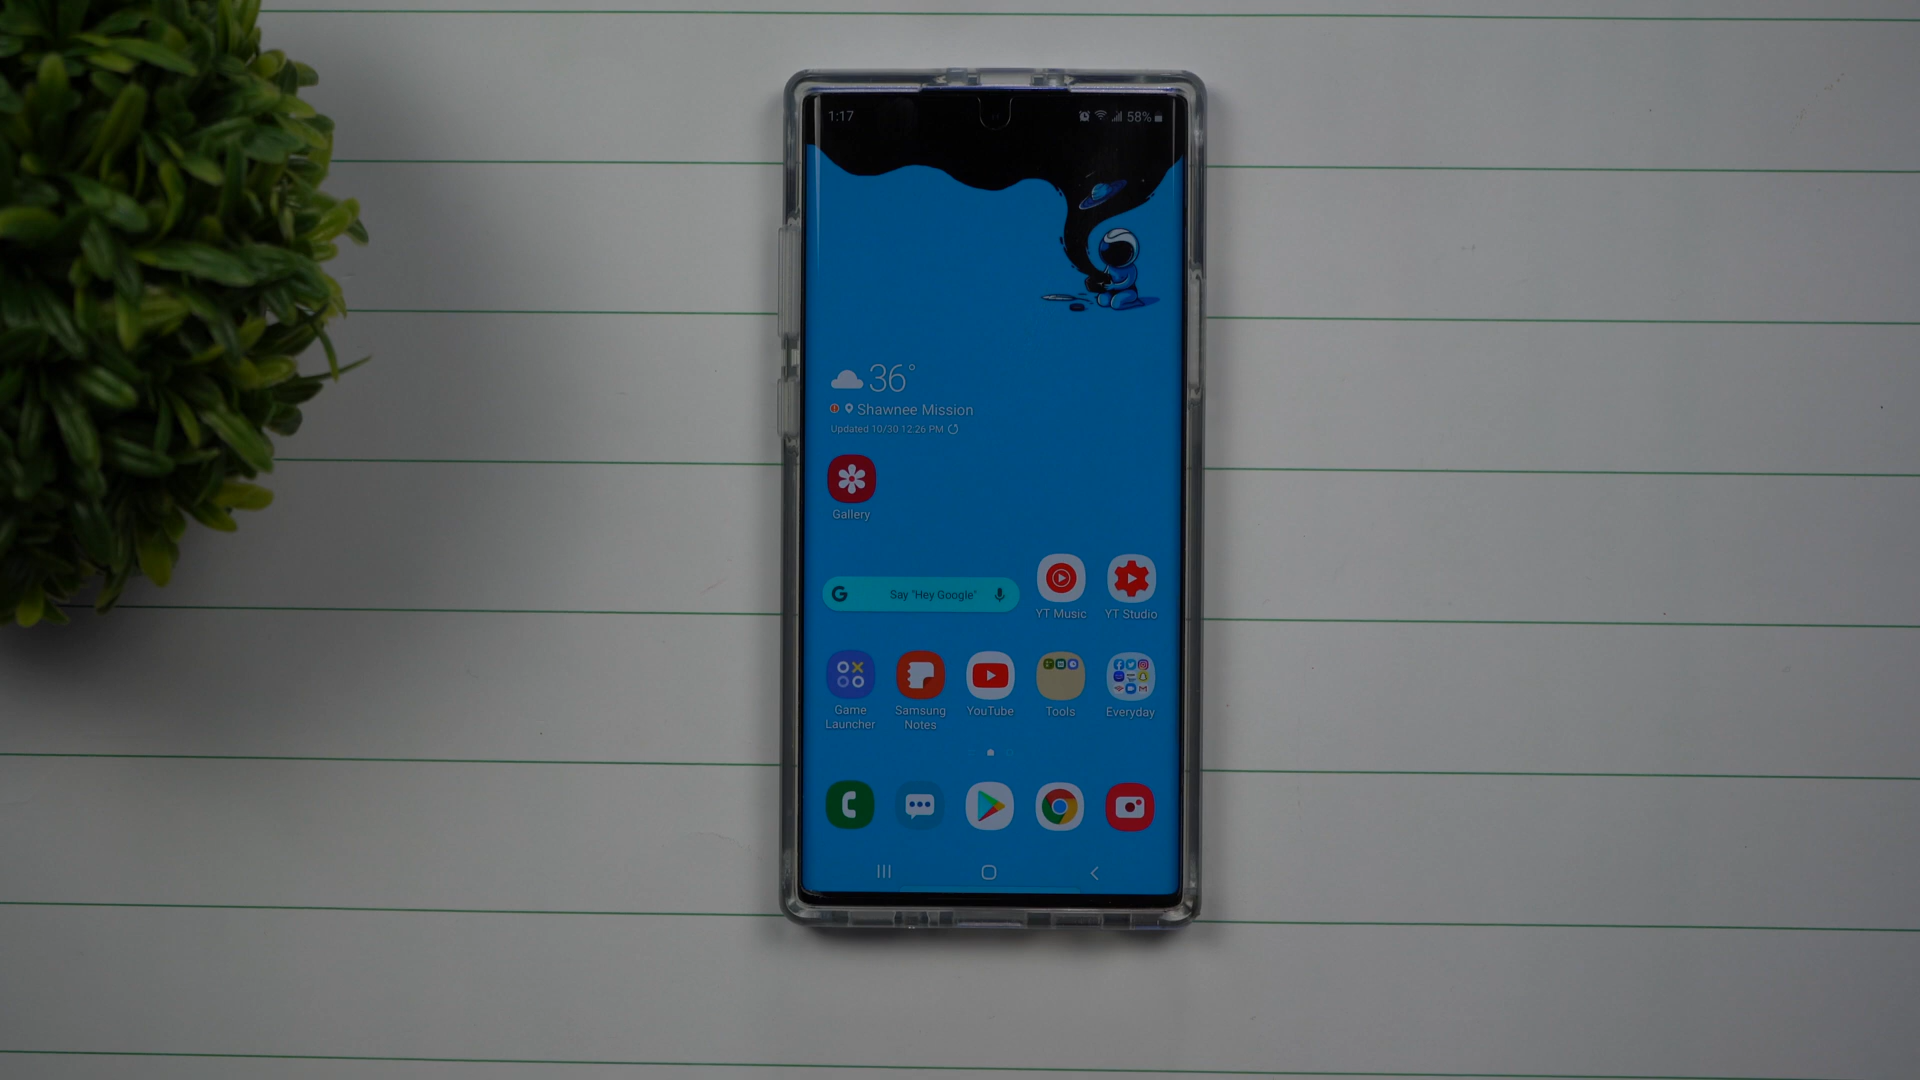 1:17
58%
36°
Shawnee Mission
Updated 10/30 12:26 PM
Gallery
G Say "Hey Google"
YT Music
YT Studio
Game Launcher
Samsung Notes
YouTube
Tools
Everyday